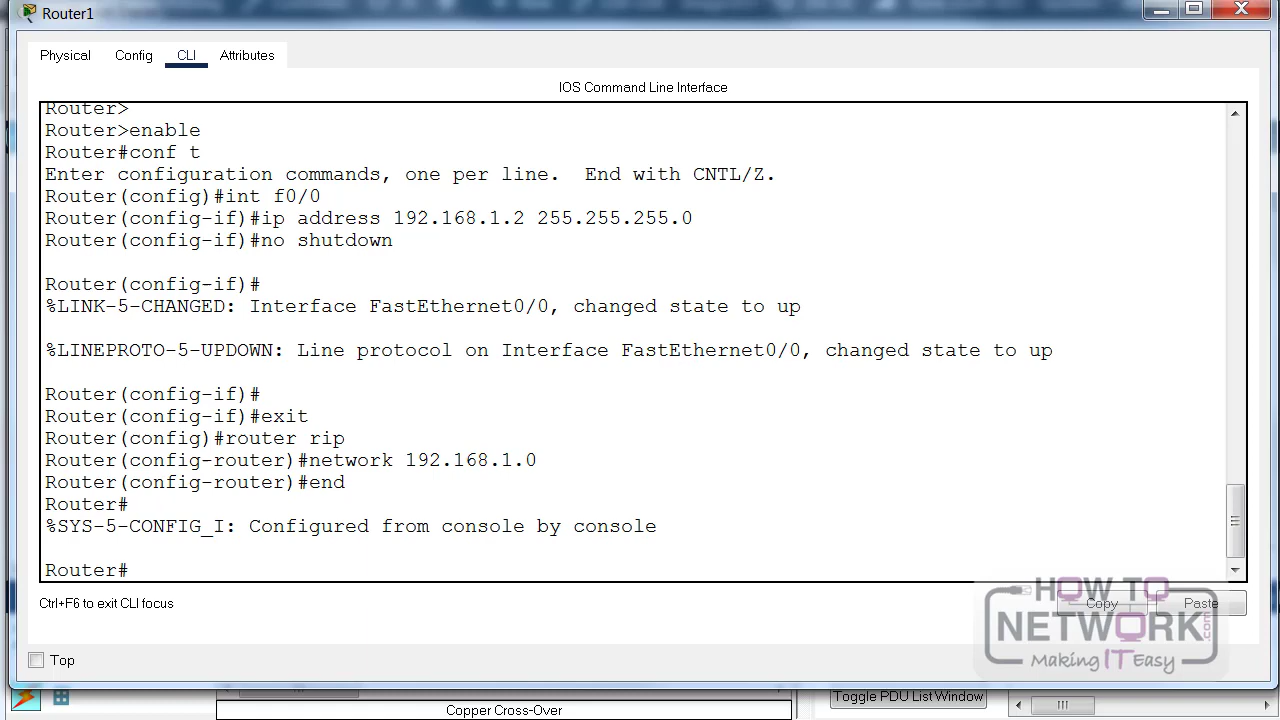 Router1
Physical Config CLI Attributes
IOS Command Line Interface
Router>
Router>enable
Router#conf t
Enter configuration commands, one per line.  End with CNTL/Z.
Router(config)#int f0/0
Router(config-if)#ip address 192.168.1.2 255.255.255.0
Router(config-if)#no shutdown
Router(config-if)#
%LINK-5-CHANGED: Interface FastEthernet0/0, changed state to up
%LINEPROTO-5-UPDOWN: Line protocol on Interface FastEthernet0/0, changed state to up
Router(config-if)#
Router(config-if)#exit
Router(config)#router rip
Router(config-router)#network 192.168.1.0
Router(config-router)#end
Router#
%SYS-5-CONFIG_I: Configured from console by console
Router#
Ctrl+F6 to exit CLI focus
Copy Paste
HOW TO
NETWORK.com
Making IT Easy
Top
Toggle PDU List Window
Copper Cross-Over